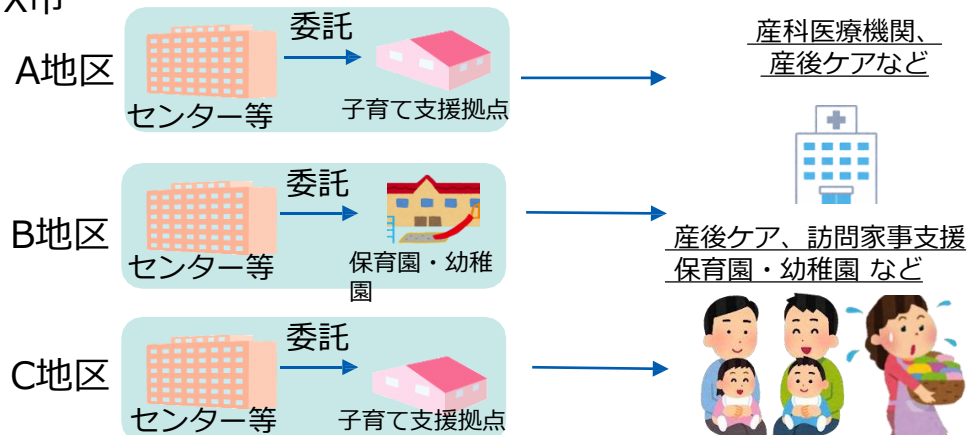 X市
A地区
委託
センター等
子育て支援拠点
産科医療機関、
産後ケアなど
B地区
委託
センター等
保育園・幼稚
園
産後ケア、訪問家事支援
保育園・幼稚園 など
C地区
委託
センター等
子育て支援拠点